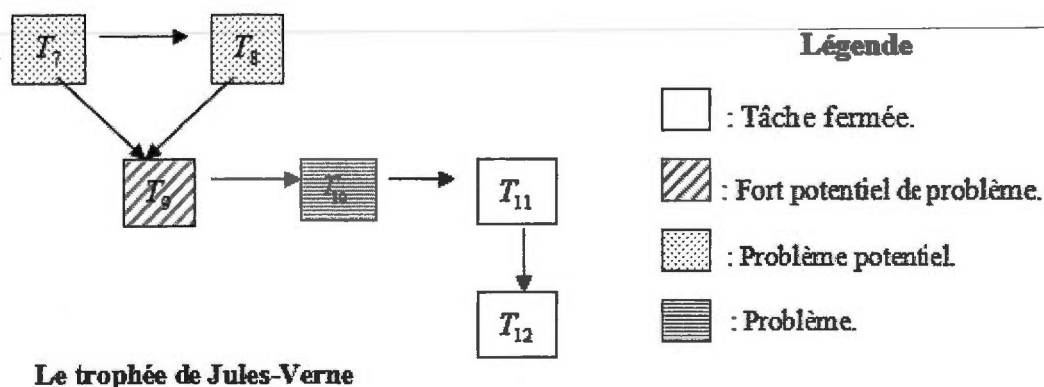 T₇ T₈
Légende
: Tâche fermée.
T₉ T₁₀ T₁₁
: Fort potentiel de problème.
: Problème potentiel.
T₁₂
: Problème.
Le trophée de Jules-Verne